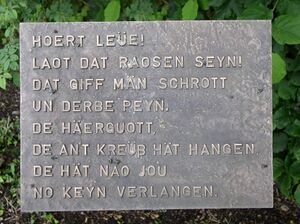 HOERT LEUE!
LAOT DAT RAOSEN SEYN!
DAT GIFF MÄN SCHROTT
UN DERBE PEYN.
DE HÄERGUOTT,
DE ANT KREUß HÄT HANGEN,
DE HÄT NAO JOU
NO KEYN VERLANGEN.